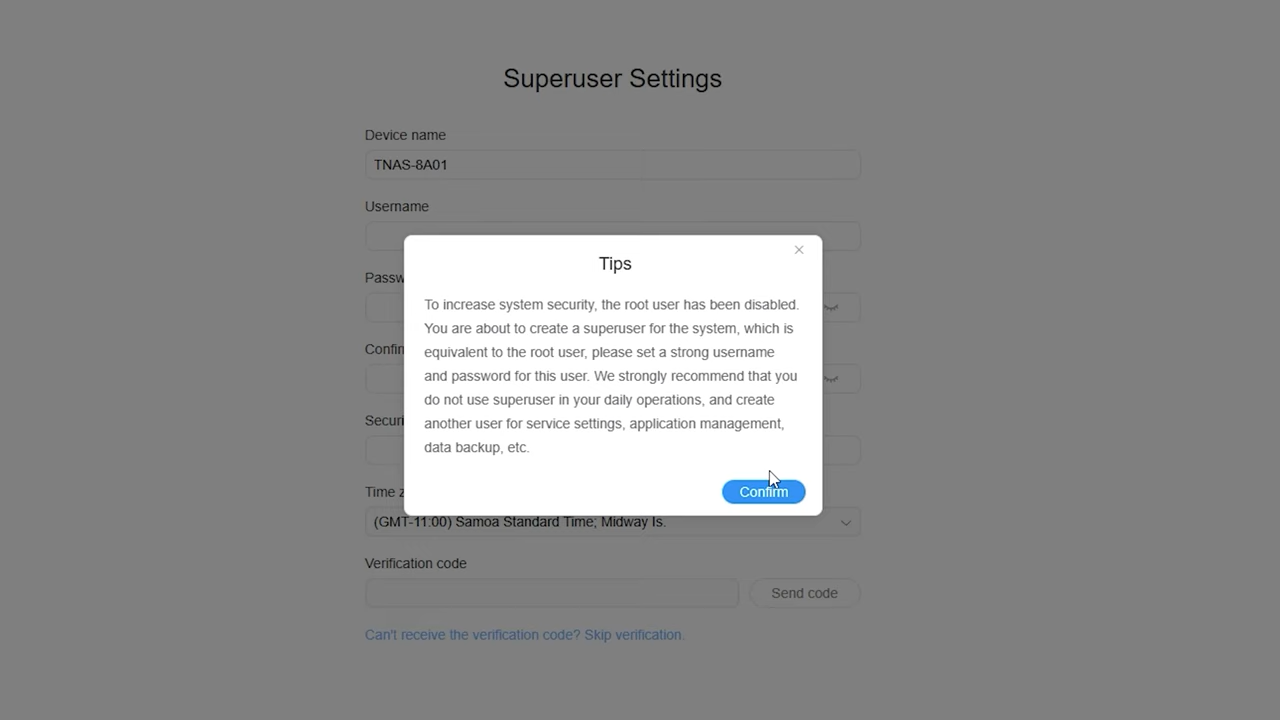 Superuser Settings
Device name
TNAS-8A01
Username
Passw
Tips
To increase system security, the root user has been disabled.
You are about to create a superuser for the system, which is
equivalent to the root user, please set a strong username
and password for this user. We strongly recommend that you
do not use superuser in your daily operations, and create
another user for service settings, application management,
data backup, etc.
Confirm
Confirm
Securi
Time z
(GMT-11:00) Samoa Standard Time; Midway Is.
Verification code
Send code
Can't receive the verification code? Skip verification.